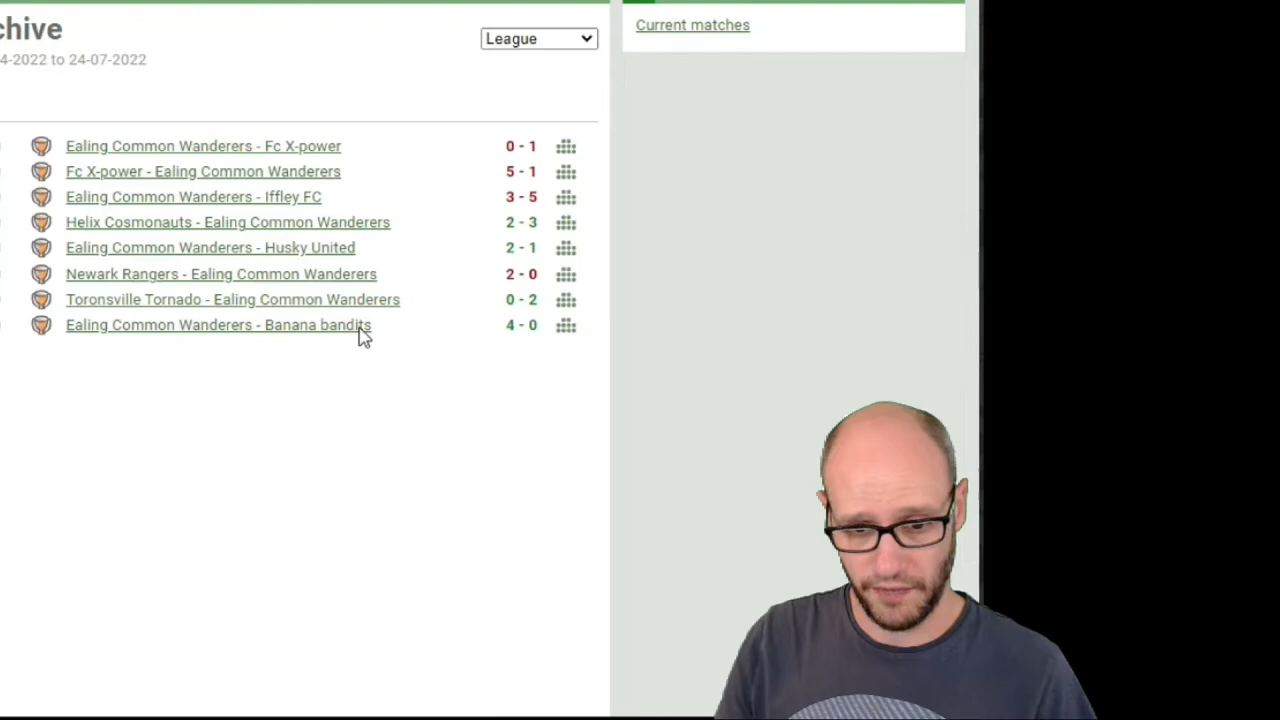 chive
League
4-2022 to 24-07-2022
Current matches
Ealing Common Wanderers - Fc X-power 0 - 1
Fc X-power - Ealing Common Wanderers 5 - 1
Ealing Common Wanderers - Iffley FC 3 - 5
Helix Cosmonauts - Ealing Common Wanderers 2 - 3
Ealing Common Wanderers - Husky United 2 - 1
Newark Rangers - Ealing Common Wanderers 2 - 0
Toronsville Tornado - Ealing Common Wanderers 0 - 2
Ealing Common Wanderers - Banana bandits 4 - 0